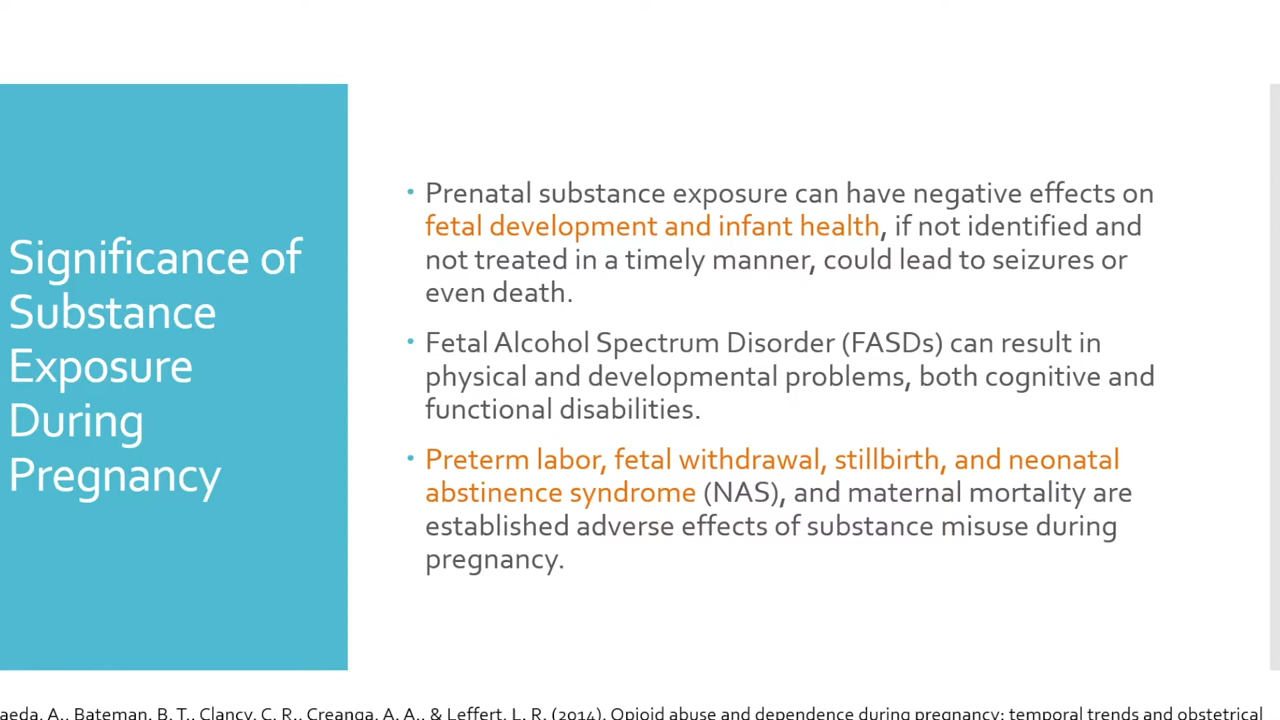 Significance of
Substance
Exposure
During
Pregnancy
• Prenatal substance exposure can have negative effects on
fetal development and infant health, if not identified and
not treated in a timely manner, could lead to seizures or
even death.
• Fetal Alcohol Spectrum Disorder (FASDs) can result in
physical and developmental problems, both cognitive and
functional disabilities.
• Preterm labor, fetal withdrawal, stillbirth, and neonatal
abstinence syndrome (NAS), and maternal mortality are
established adverse effects of substance misuse during
pregnancy.
A., Bateman, B. T., Clancy, C. R., Creanga, A. A., & Leffert, L. R. (2014). Opioid abuse and dependence during pregnancy: temporal trends and obstetrical